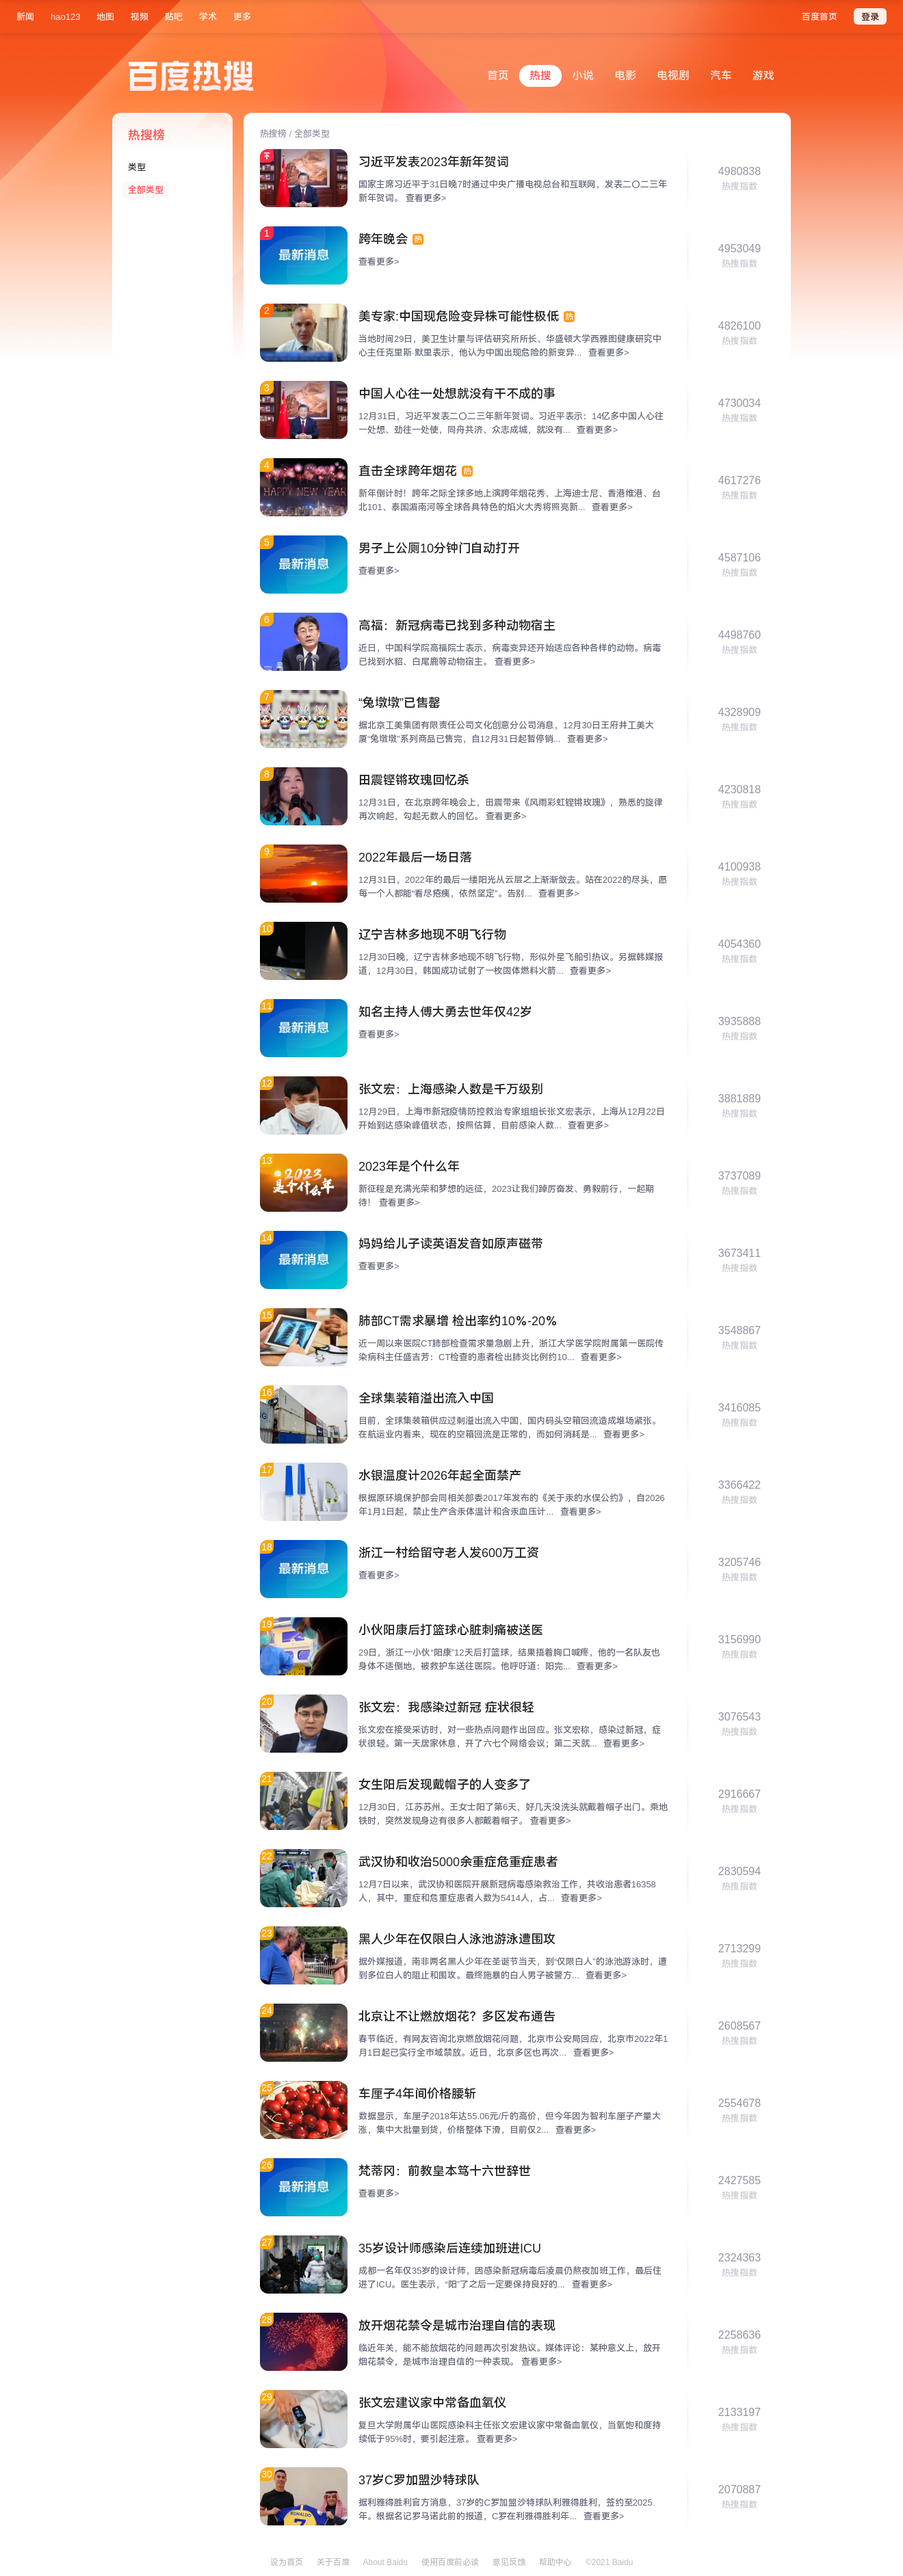 新闻 hao123 地图 视频 贴吧 学术 更多 百度首页 登录
百度热搜 首页 热搜 小说 电影 电视剧 汽车 游戏
热搜榜
类型
全部类型
热搜榜 / 全部类型
习近平发表2023年新年贺词
国家主席习近平于31日晚7时通过中央广播电视总台和互联网，发表二〇二三年
新年贺词。 查看更多>
4980838
热搜指数
1
最新消息
跨年晚会 热
查看更多>
4953049
热搜指数
2
美专家:中国现危险变异株可能性极低 热
当地时间29日，美卫生计量与评估研究所所长、华盛顿大学西雅图健康研究中
心主任克里斯·默里表示，他认为中国出现危险的新变异... 查看更多>
4826100
热搜指数
3
中国人心往一处想就没有干不成的事
12月31日，习近平发表二〇二三年新年贺词。习近平表示：14亿多中国人心往
一处想、劲往一处使，同舟共济、众志成城，就没有... 查看更多>
4730034
热搜指数
4
HAPPY NEW YEAR
直击全球跨年烟花 热
新年倒计时！跨年之际全球多地上演跨年烟花秀，上海迪士尼、香港维港、台
北101、泰国湄南河等全球各具特色的焰火大秀将照亮新... 查看更多>
4617276
热搜指数
5
最新消息
男子上公厕10分钟门自动打开
查看更多>
4587106
热搜指数
6
高福：新冠病毒已找到多种动物宿主
近日，中国科学院高福院士表示，病毒变异还开始适应各种各样的动物。病毒
已找到水貂、白尾鹿等动物宿主。 查看更多>
4498760
热搜指数
7
“兔墩墩”已售罄
据北京工美集团有限责任公司文化创意分公司消息，12月30日王府井工美大
厦“兔墩墩”系列商品已售完，自12月31日起暂停销... 查看更多>
4328909
热搜指数
8
田震铿锵玫瑰回忆杀
12月31日，在北京跨年晚会上，田震带来《风雨彩虹铿锵玫瑰》，熟悉的旋律
再次响起，勾起无数人的回忆。 查看更多>
4230818
热搜指数
9
2022年最后一场日落
12月31日，2022年的最后一缕阳光从云层之上渐渐敛去。站在2022的尽头，愿
每一个人都能“看尽疮痍，依然坚定”。告别... 查看更多>
4100938
热搜指数
10
辽宁吉林多地现不明飞行物
12月30日晚，辽宁吉林多地现不明飞行物，形似外星飞船引热议。另据韩媒报
道，12月30日，韩国成功试射了一枚固体燃料火箭... 查看更多>
4054360
热搜指数
11
最新消息
知名主持人傅大勇去世年仅42岁
查看更多>
3935888
热搜指数
12
张文宏：上海感染人数是千万级别
12月29日，上海市新冠疫情防控救治专家组组长张文宏表示，上海从12月22日
开始到达感染峰值状态，按照估算，目前感染人数... 查看更多>
3881889
热搜指数
13
2023
是个什么年
2023年是个什么年
新征程是充满光荣和梦想的远征，2023让我们踔厉奋发、勇毅前行，一起期
待！ 查看更多>
3737089
热搜指数
14
最新消息
妈妈给儿子读英语发音如原声磁带
查看更多>
3673411
热搜指数
15
肺部CT需求暴增 检出率约10%-20%
近一周以来医院CT肺部检查需求量急剧上升，浙江大学医学院附属第一医院传
染病科主任盛吉芳：CT检查的患者检出肺炎比例约10... 查看更多>
3548867
热搜指数
16
全球集装箱溢出流入中国
目前，全球集装箱供应过剩溢出流入中国，国内码头空箱回流造成堆场紧张。
在航运业内看来，现在的空箱回流是正常的，而如何消耗是... 查看更多>
3416085
热搜指数
17
水银温度计2026年起全面禁产
根据原环境保护部会同相关部委2017年发布的《关于汞的水俣公约》，自2026
年1月1日起，禁止生产含汞体温计和含汞血压计... 查看更多>
3366422
热搜指数
18
最新消息
浙江一村给留守老人发600万工资
查看更多>
3205746
热搜指数
19
小伙阳康后打篮球心脏刺痛被送医
29日，浙江一小伙“阳康”12天后打篮球，结果捂着胸口喊疼，他的一名队友也
身体不适倒地，被救护车送往医院。他呼吁道：阳完... 查看更多>
3156990
热搜指数
20
张文宏：我感染过新冠 症状很轻
张文宏在接受采访时，对一些热点问题作出回应。张文宏称，感染过新冠，症
状很轻。第一天居家休息，开了六七个网络会议；第二天就... 查看更多>
3076543
热搜指数
21
女生阳后发现戴帽子的人变多了
12月30日，江苏苏州。王女士阳了第6天，好几天没洗头就戴着帽子出门。乘地
铁时，突然发现身边有很多人都戴着帽子。 查看更多>
2916667
热搜指数
22
武汉协和收治5000余重症危重症患者
12月7日以来，武汉协和医院开展新冠病毒感染救治工作，共收治患者16358
人，其中，重症和危重症患者人数为5414人，占... 查看更多>
2830594
热搜指数
23
黑人少年在仅限白人泳池游泳遭围攻
据外媒报道，南非两名黑人少年在圣诞节当天，到“仅限白人”的泳池游泳时，遭
到多位白人的阻止和围攻。最终施暴的白人男子被警方... 查看更多>
2713299
热搜指数
24
北京让不让燃放烟花？多区发布通告
春节临近，有网友咨询北京燃放烟花问题，北京市公安局回应，北京市2022年1
月1日起已实行全市域禁放。近日，北京多区也再次... 查看更多>
2608567
热搜指数
25
车厘子4年间价格腰斩
数据显示，车厘子2018年达55.06元/斤的高价，但今年因为智利车厘子产量大
涨，集中大批量到货，价格整体下滑，目前仅2... 查看更多>
2554678
热搜指数
26
最新消息
梵蒂冈：前教皇本笃十六世辞世
查看更多>
2427585
热搜指数
27
35岁设计师感染后连续加班进ICU
成都一名年仅35岁的设计师，因感染新冠病毒后凌晨仍熬夜加班工作，最后住
进了ICU。医生表示，“阳”了之后一定要保持良好的... 查看更多>
2324363
热搜指数
28
放开烟花禁令是城市治理自信的表现
临近年关，能不能放烟花的问题再次引发热议。媒体评论：某种意义上，放开
烟花禁令，是城市治理自信的一种表现。 查看更多>
2258636
热搜指数
29
张文宏建议家中常备血氧仪
复旦大学附属华山医院感染科主任张文宏建议家中常备血氧仪，当氧饱和度持
续低于95%时，要引起注意。 查看更多>
2133197
热搜指数
30
RONALDO
7
37岁C罗加盟沙特球队
据利雅得胜利官方消息，37岁的C罗加盟沙特球队利雅得胜利，签约至2025
年。根据名记罗马诺此前的报道，C罗在利雅得胜利年... 查看更多>
2070887
热搜指数
设为首页 关于百度 About Baidu 使用百度前必读 意见反馈 帮助中心 ©2021 Baidu